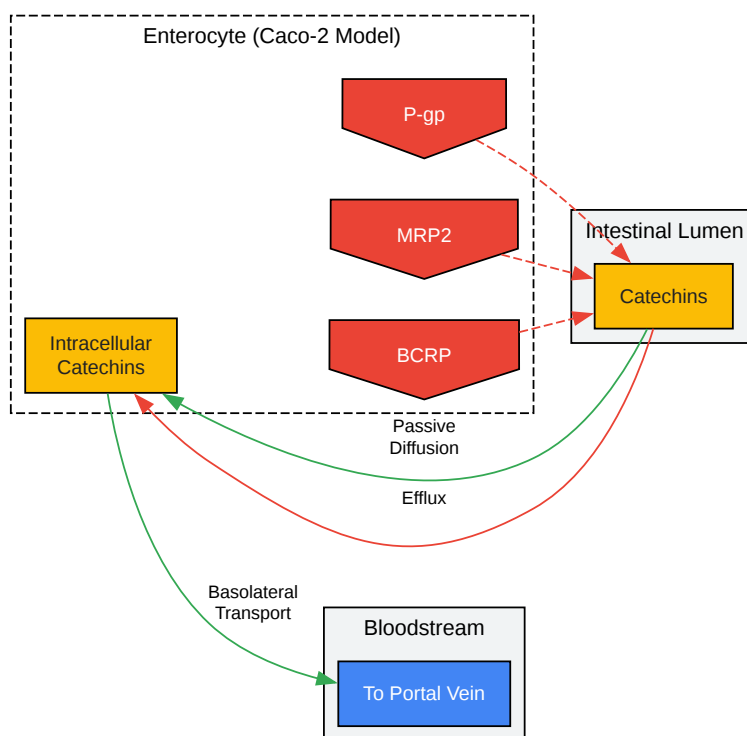 Enterocyte (Caco-2 Model)
P-gp
MRP2
Intestinal Lumen
Catechins
BCRP
Intracellular
Catechins
Passive
Diffusion
Efflux
Basolateral
Transport
Bloodstream
To Portal Vein